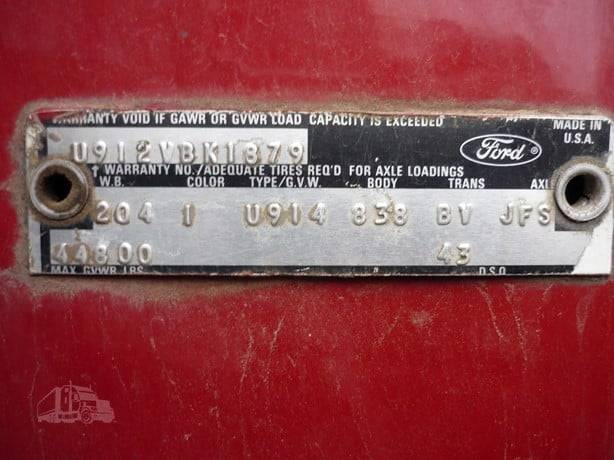 WARRANTY VOID IF GAWR OR GVWR LOAD CAPACITY IS EXCEEDED
MADE IN
U.S.A.
U912VBK1879
Ford
↑ WARRANTY NO./ADEQUATE TIRES REQ'D FOR AXLE LOADINGS
W.B. COLOR TYPE/G.V.W. BODY TRANS AXL
204 1 U914 838 BV JFS
44800 43
MAX. GVWR LBS D.S.O.